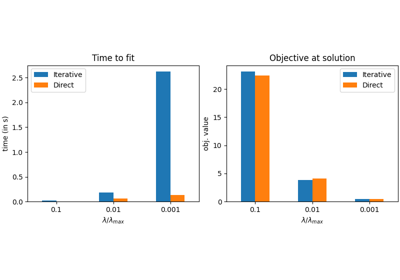 Time to fit
Iterative
Direct
time (in s)
2.5
2.0
1.5
1.0
0.5
0.0
0.1
0.01
0.001
λ/λmax
Objective at solution
Iterative
Direct
obj. value
20
15
10
5
0
0.1
0.01
0.001
λ/λmax